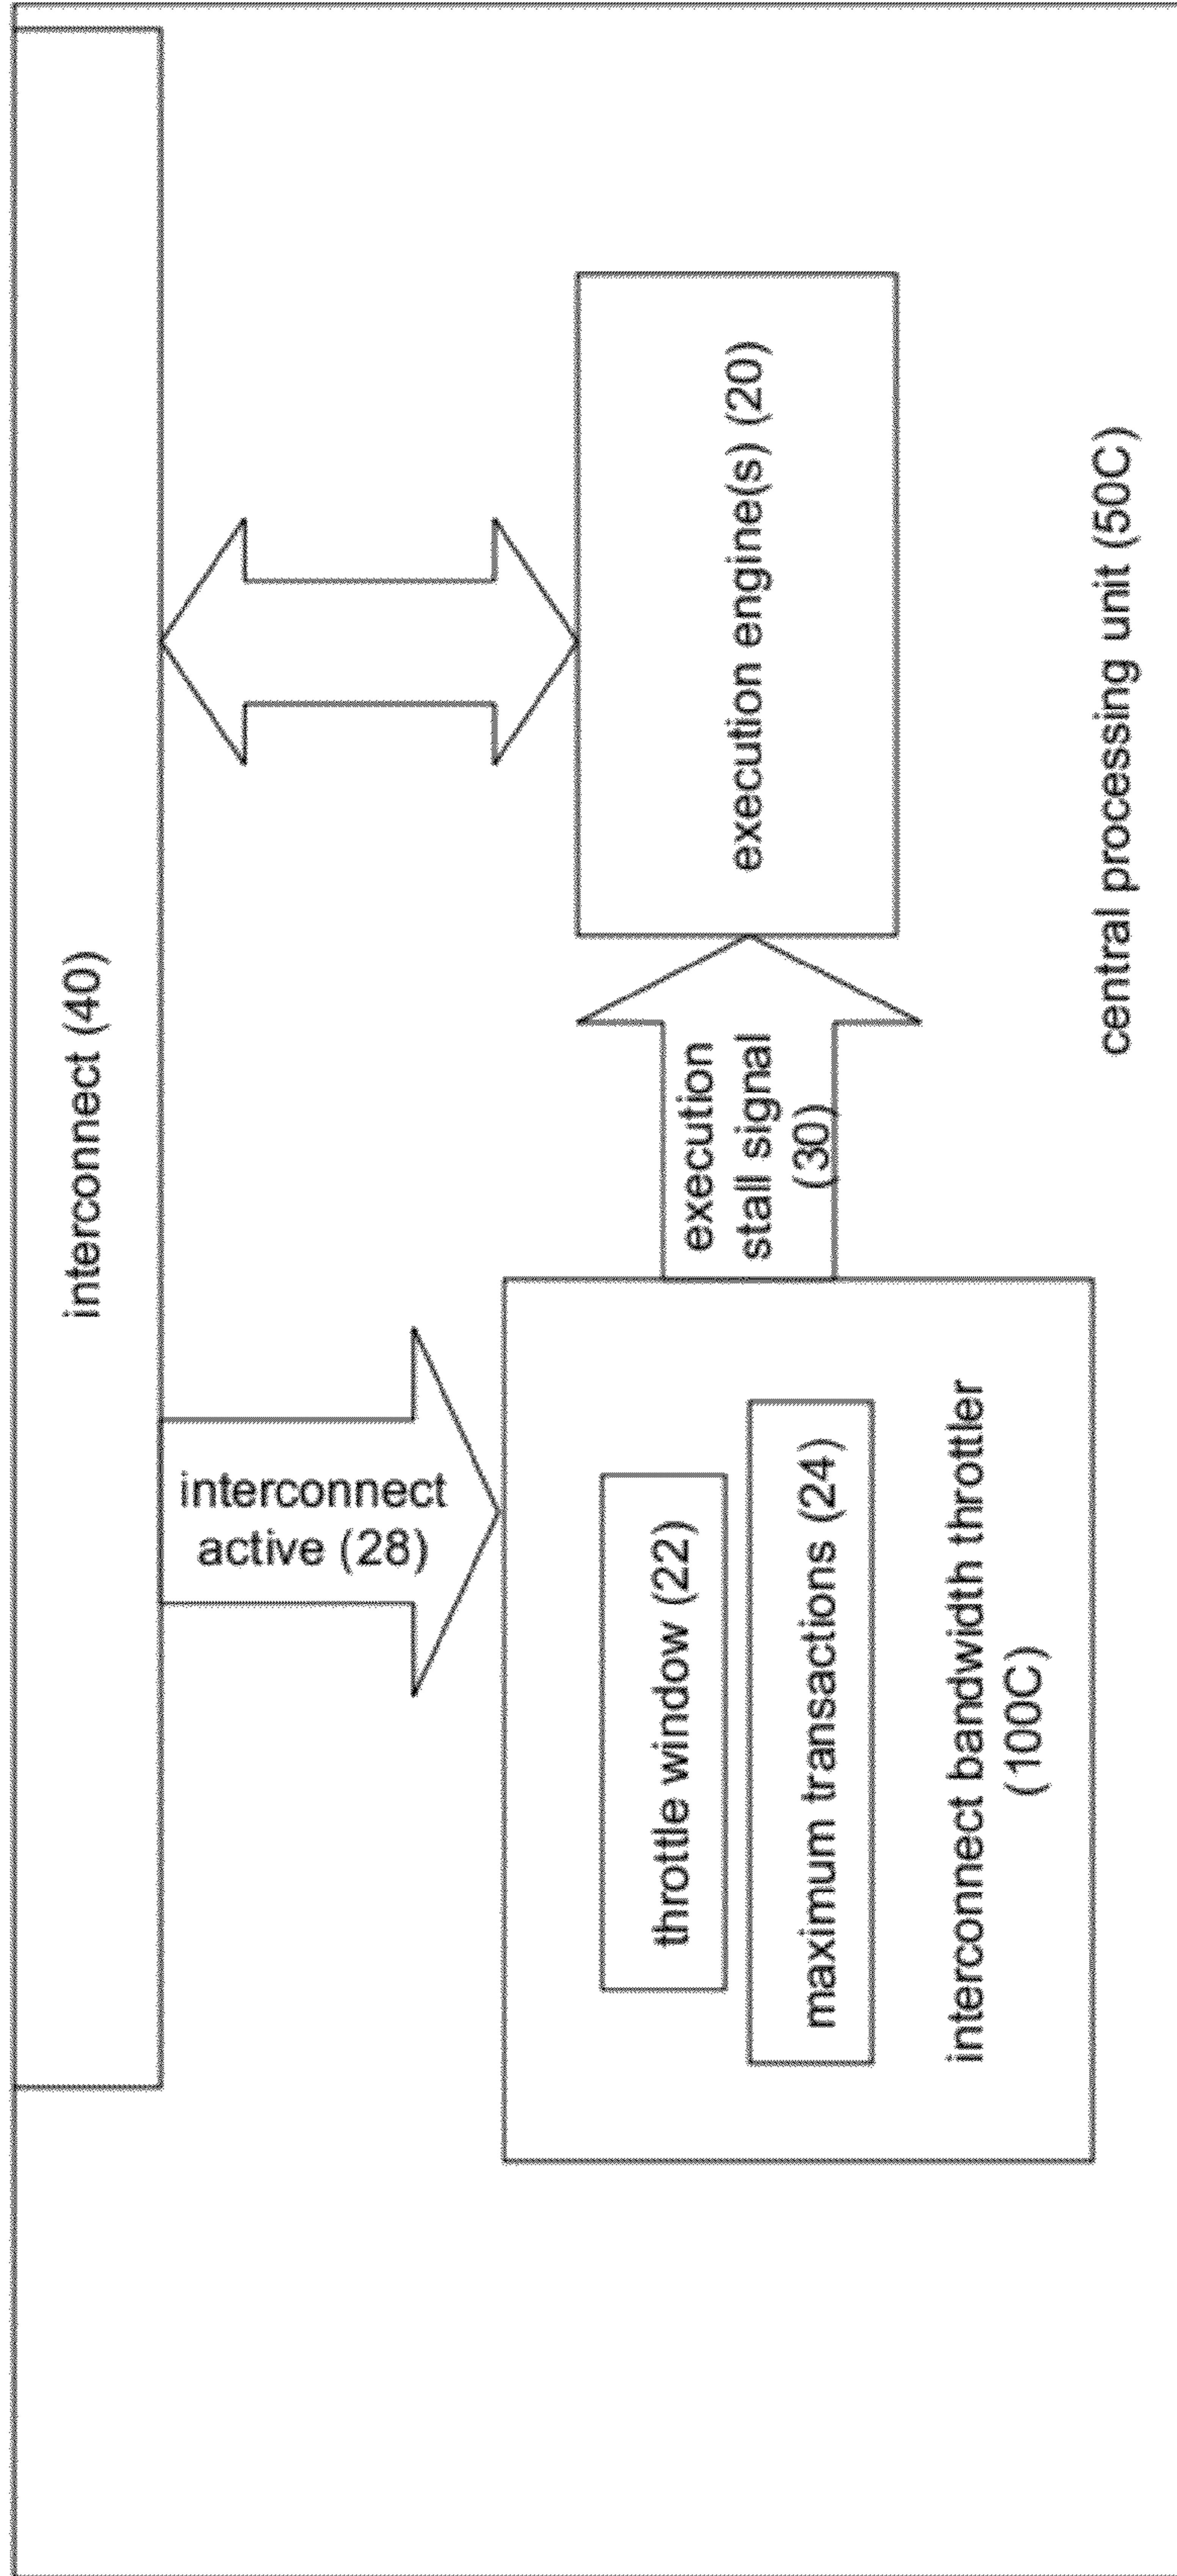 interconnect (40)
interconnect
active (28)
execution
stall signal
(30)
execution engine(s) (20)
throttle window (22)
maximum transactions (24)
interconnect bandwidth throttler
(100C)
central processing unit (50C)